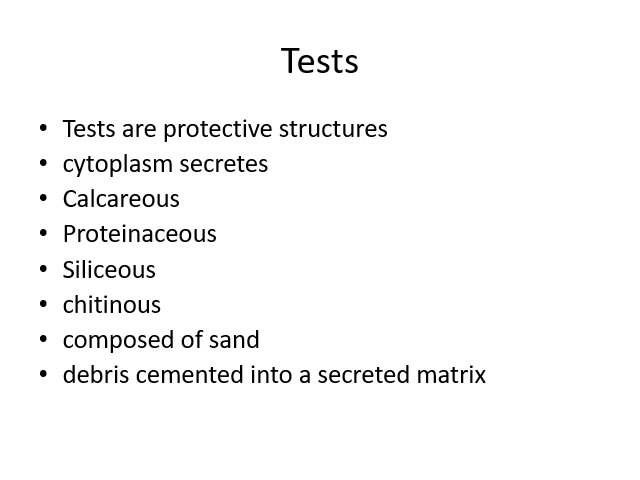 Tests
• Tests are protective structures
• cytoplasm secretes
• Calcareous
• Proteinaceous
• Siliceous
• chitinous
• composed of sand
• debris cemented into a secreted matrix